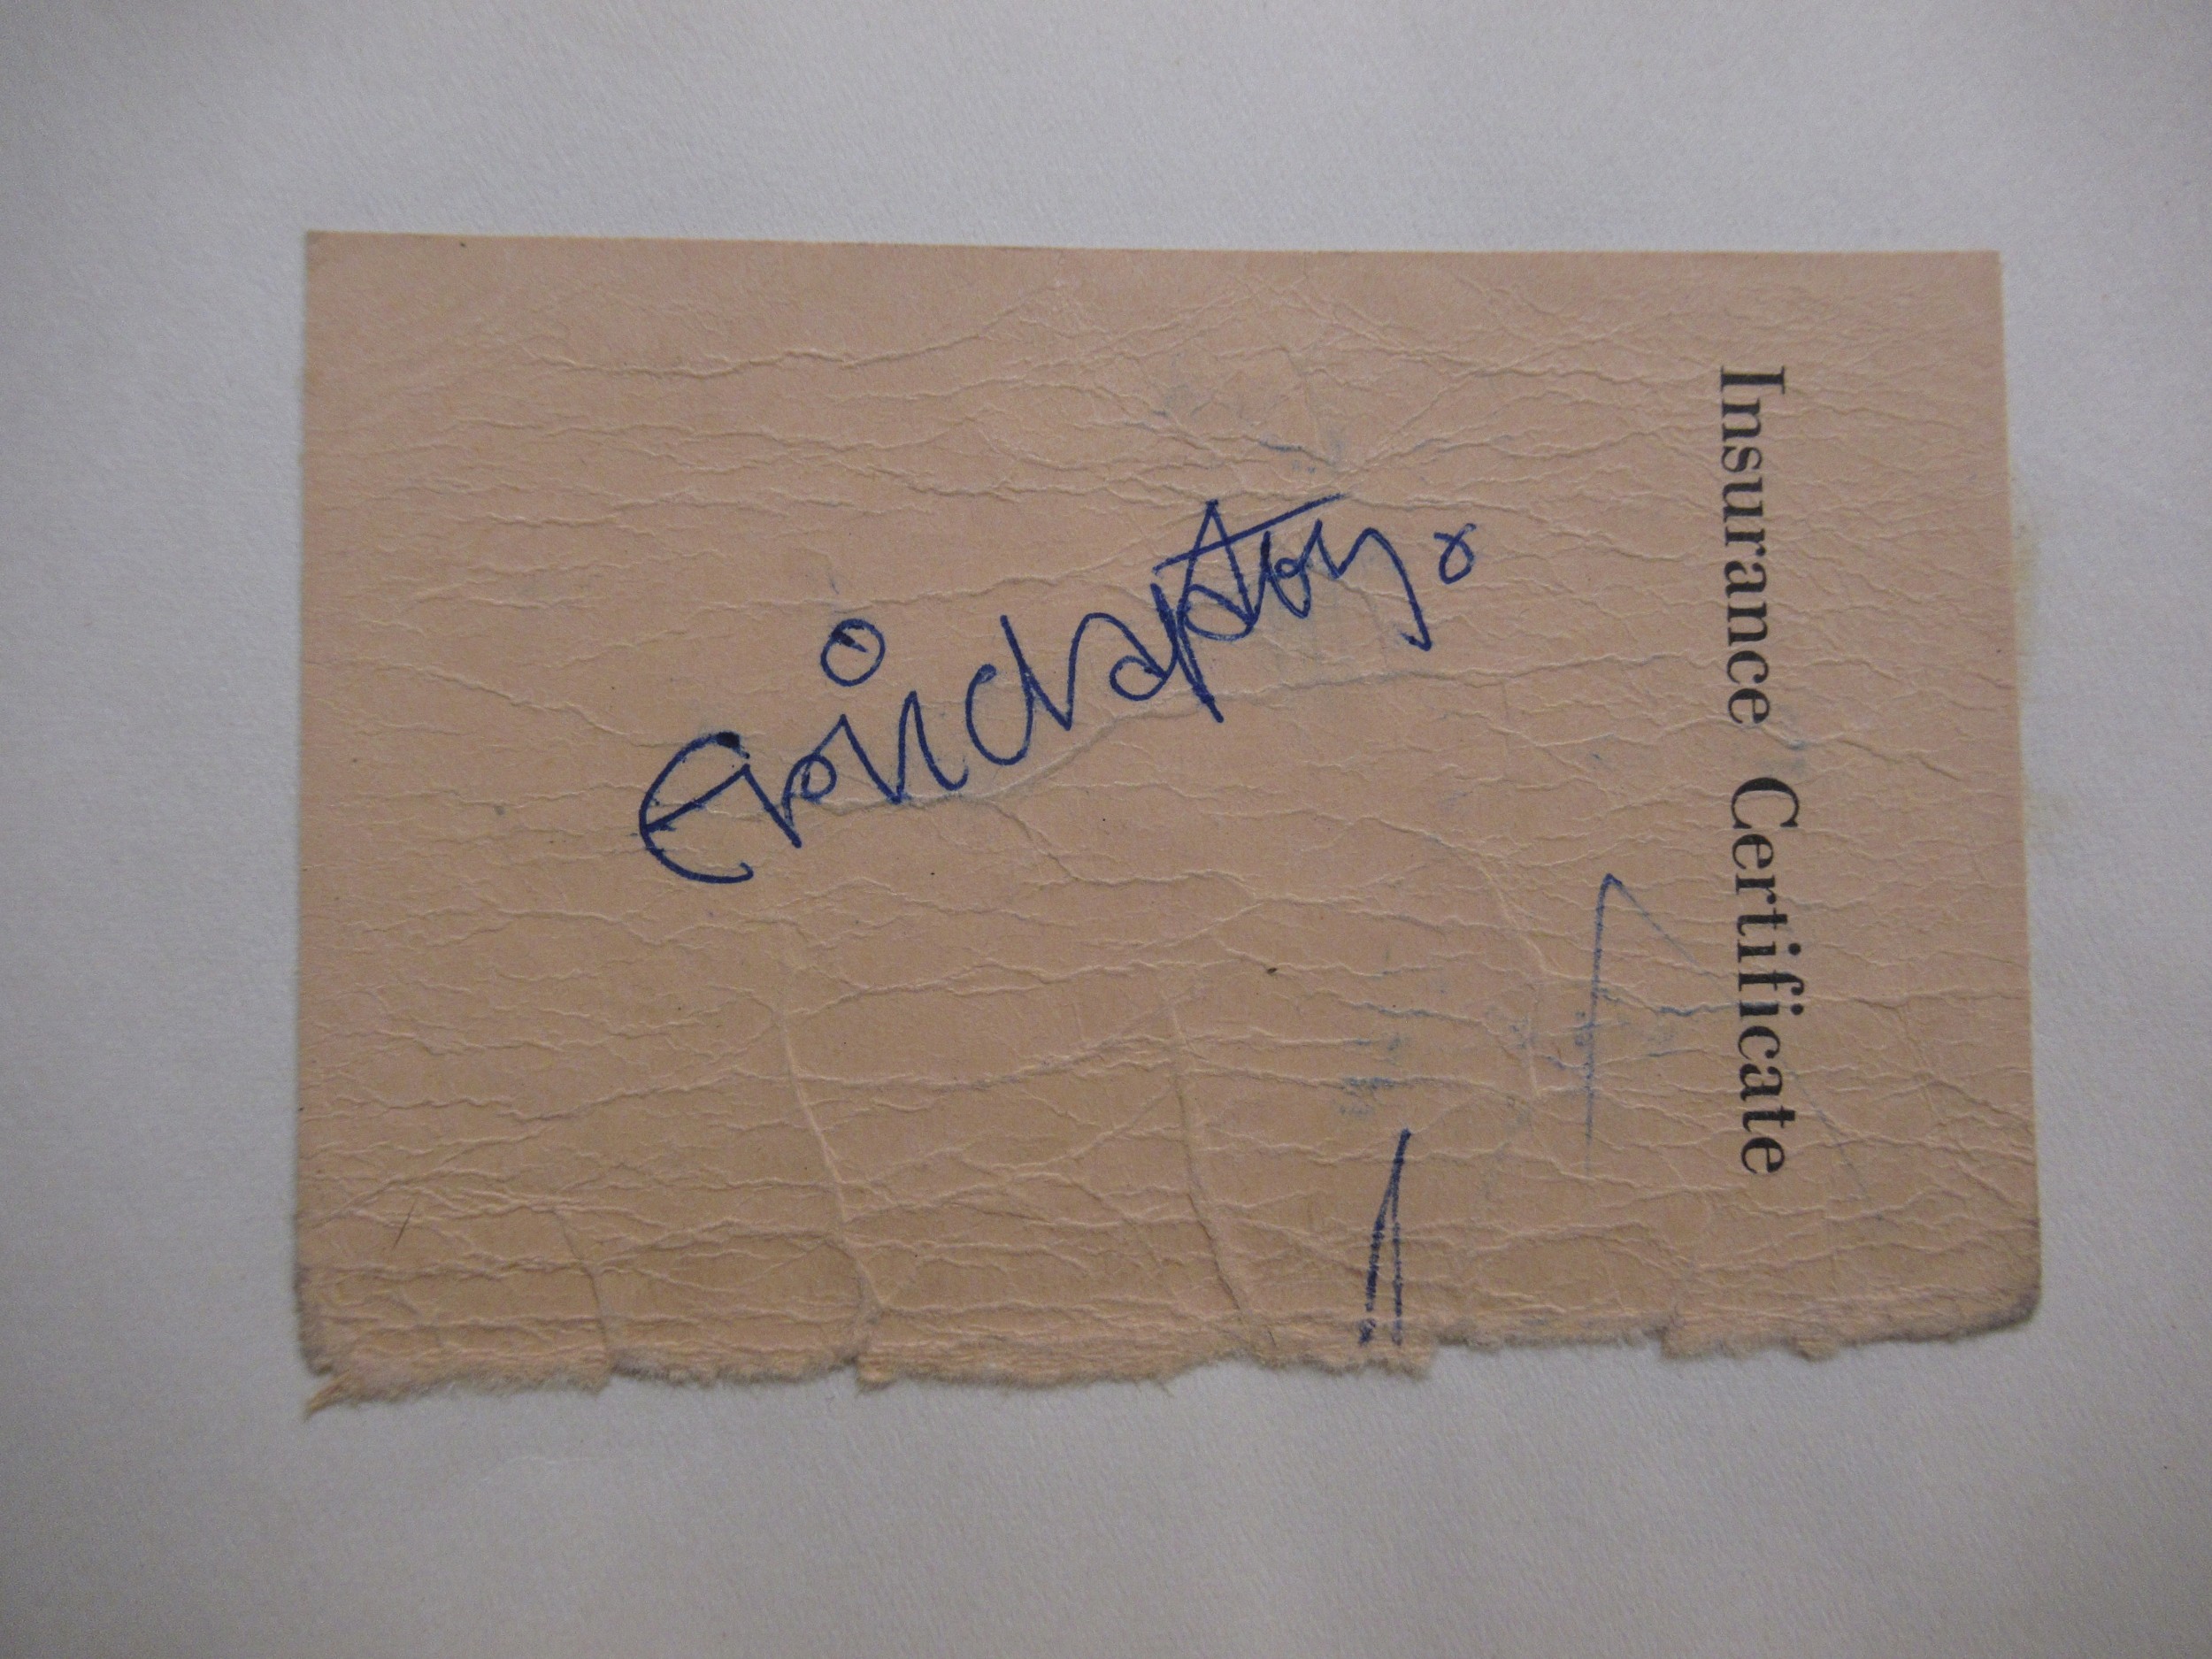 Eric Clapton
Insurance Certificate